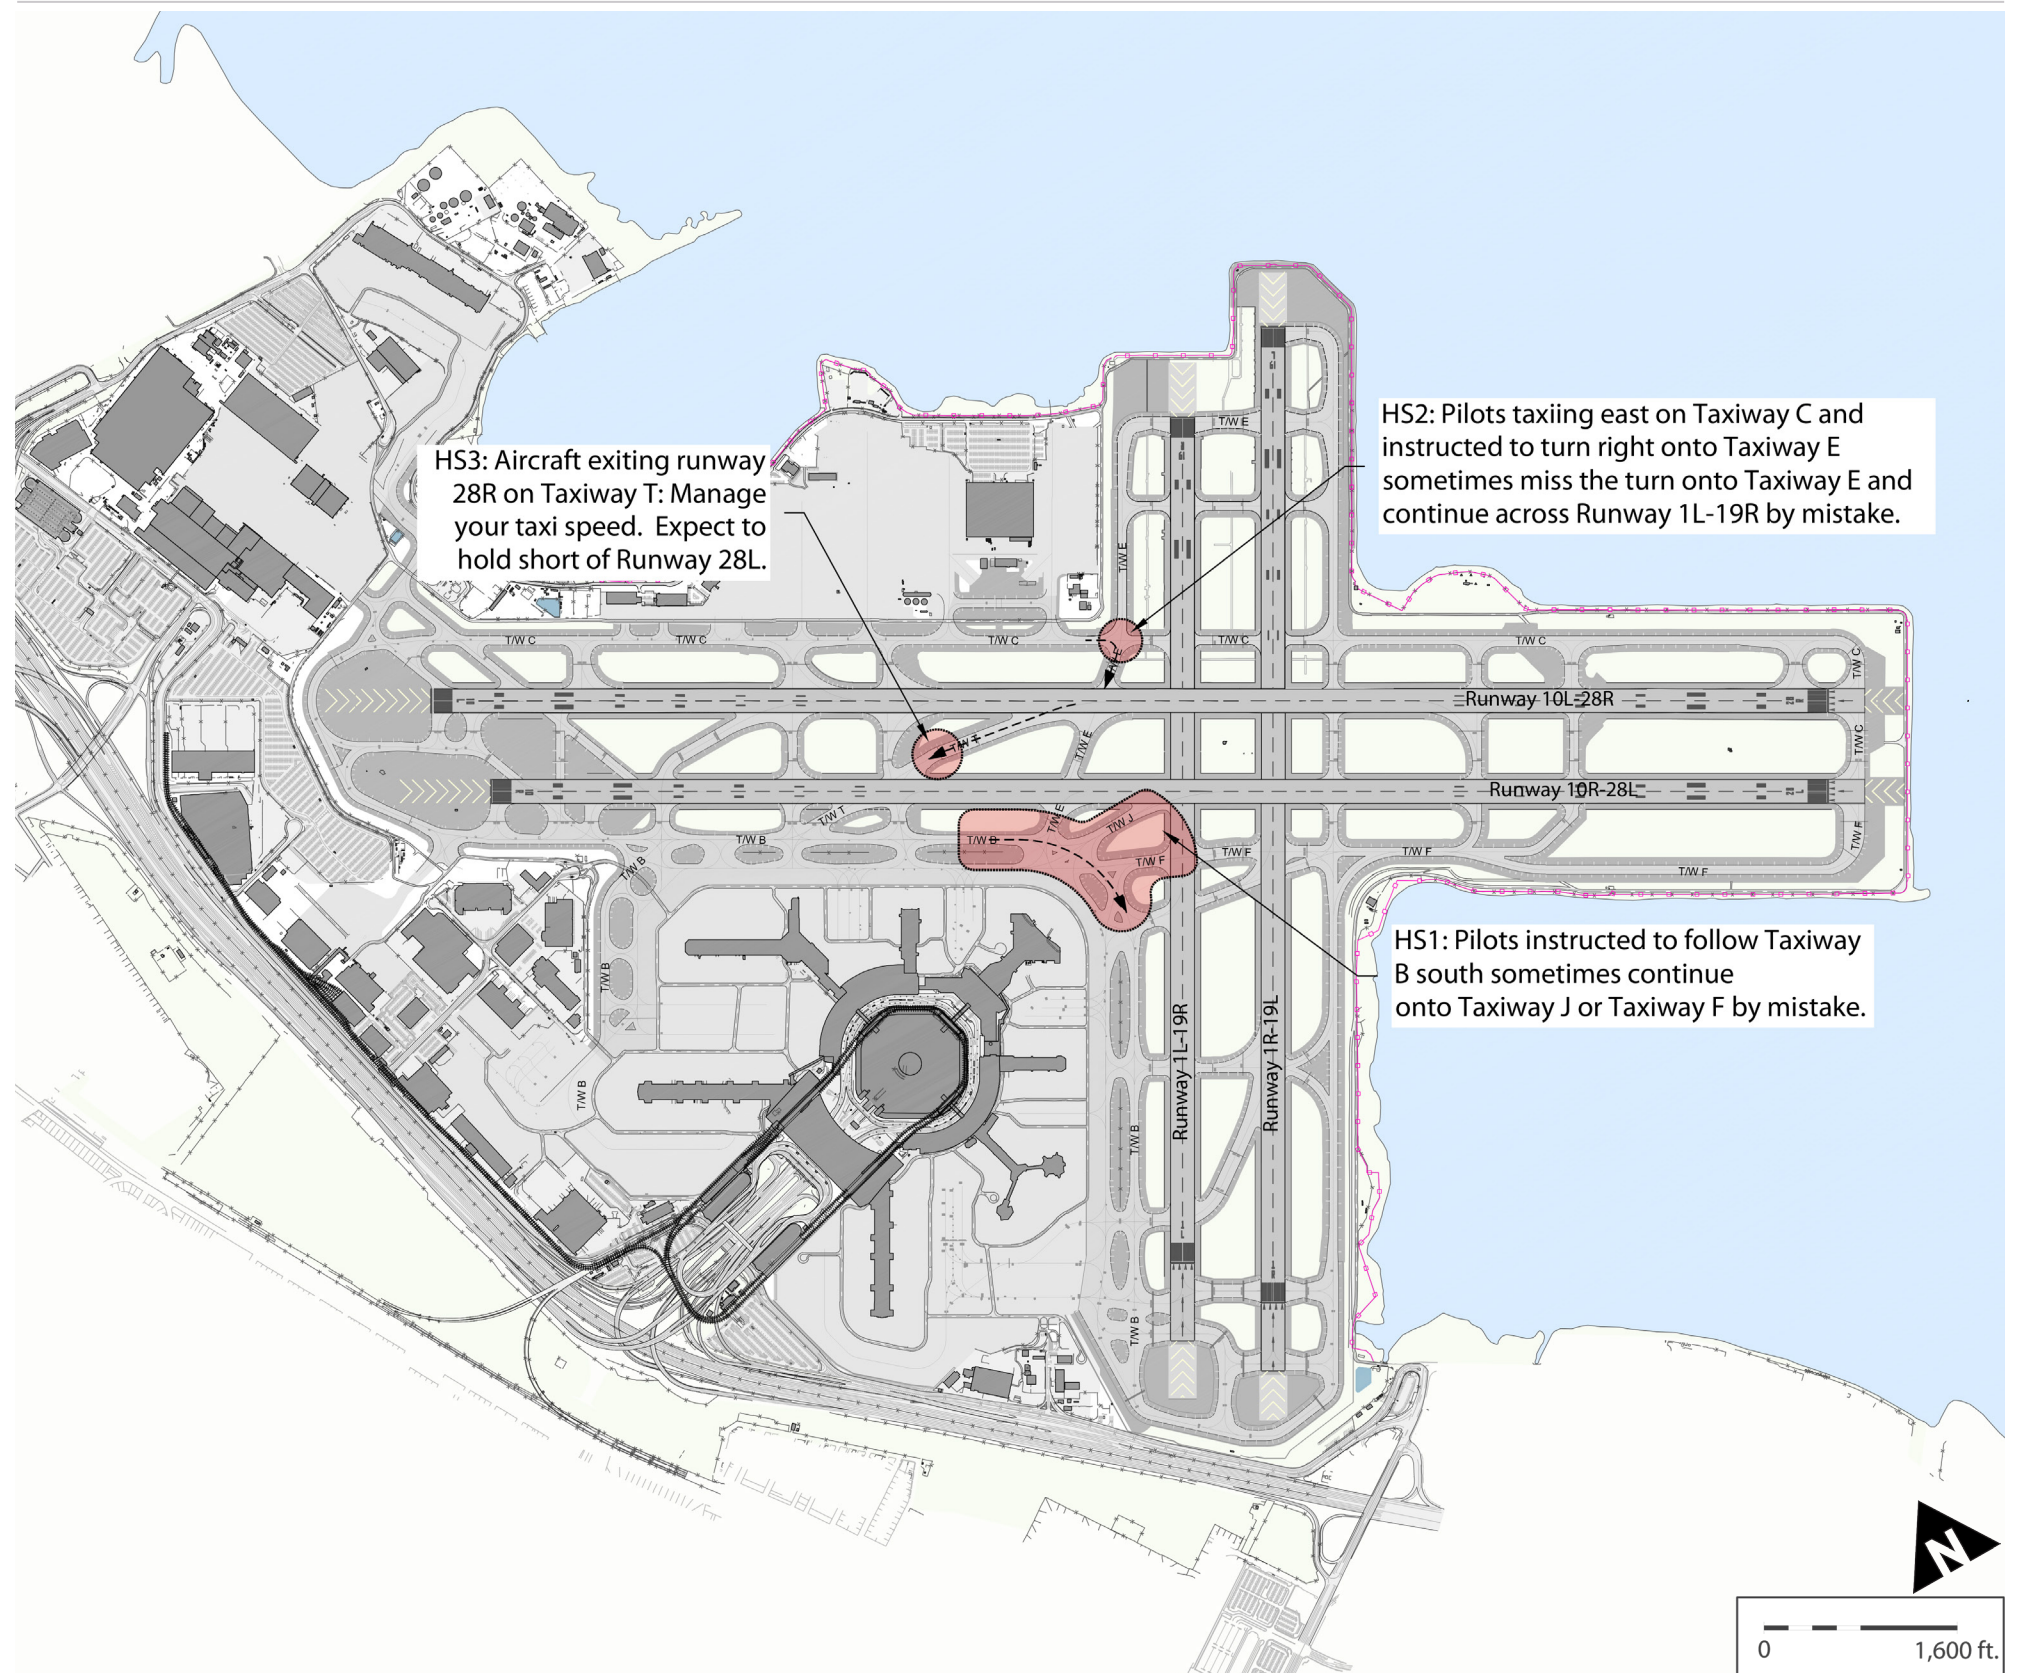 HS3: Aircraft exiting runway
28R on Taxiway T: Manage
your taxi speed. Expect to
hold short of Runway 28L.
HS2: Pilots taxiing east on Taxiway C and
instructed to turn right onto Taxiway E
sometimes miss the turn onto Taxiway E and
continue across Runway 1L-19R by mistake.
T/W E
T/W E
T/W C
T/W C
T/W C
T/W C
T/W C
T/W C
Runway 10L-28R
T/W T
T/W E
T/W C
Runway 10R-28L
T/W T
T/W E
T/W J
T/W B
T/W B
T/W B
T/W F
T/W F
T/W F
T/W F
T/W F
HS1: Pilots instructed to follow Taxiway
B south sometimes continue
onto Taxiway J or Taxiway F by mistake.
T/W B
T/W B
Runway 1L-19R
Runway 1R-19L
T/W B
T/W B
N
0
1,600 ft.